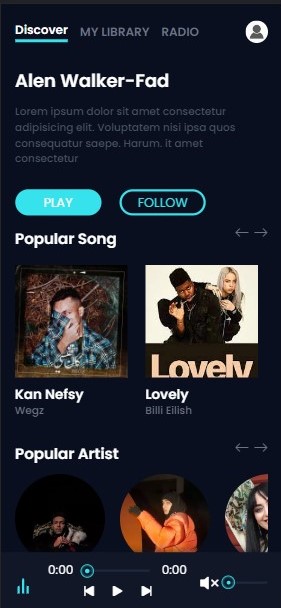 Discover MY LIBRARY RADIO
Alen Walker-Fad
Lorem ipsum dolor sit amet consectetur
adipisicing elit. Voluptatem nisi ipsa quos
consequatur saepe. Harum. it amet
consectetur
PLAY FOLLOW
Popular Song
Lovely
Kan Nefsy Lovely
Wegz Billi Eilish
Popular Artist
0:00 0:00